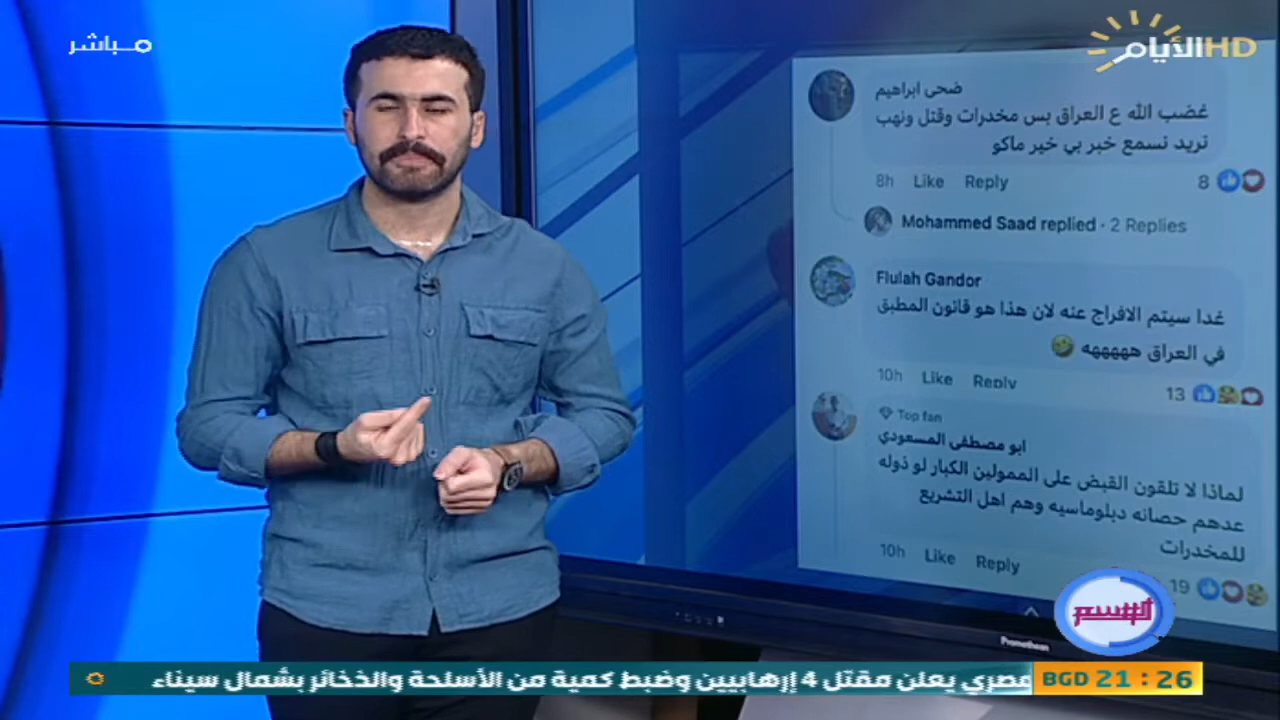 مباشر
الأيام HD
ضحى ابراهيم
غضب الله ع العراق بس مخدرات وقتل ونهب
تريد تسمع خبر بي خير ماكو
8h Like Reply 8
Mohammed Saad replied · 2 Replies
Flulah Gandor
غدا سيتم الافراج عنه لان هذا هو قانون المطبق
في العراق هههههه 🤣
10h Like Reply 13
Top fan
ابو مصطفى المسعودي
لماذا لا تلقون القبض على الممولين الكبار لو ذوله
عدهم حصانه دبلوماسيه وهم اهل التشريع
للمخدرات
10h Like Reply 19
Promethean
BGD 21:26
مصري يعلن مقتل 4 إرهابيين وضبط كمية من الأسلحة والذخائر بشمال سيناء